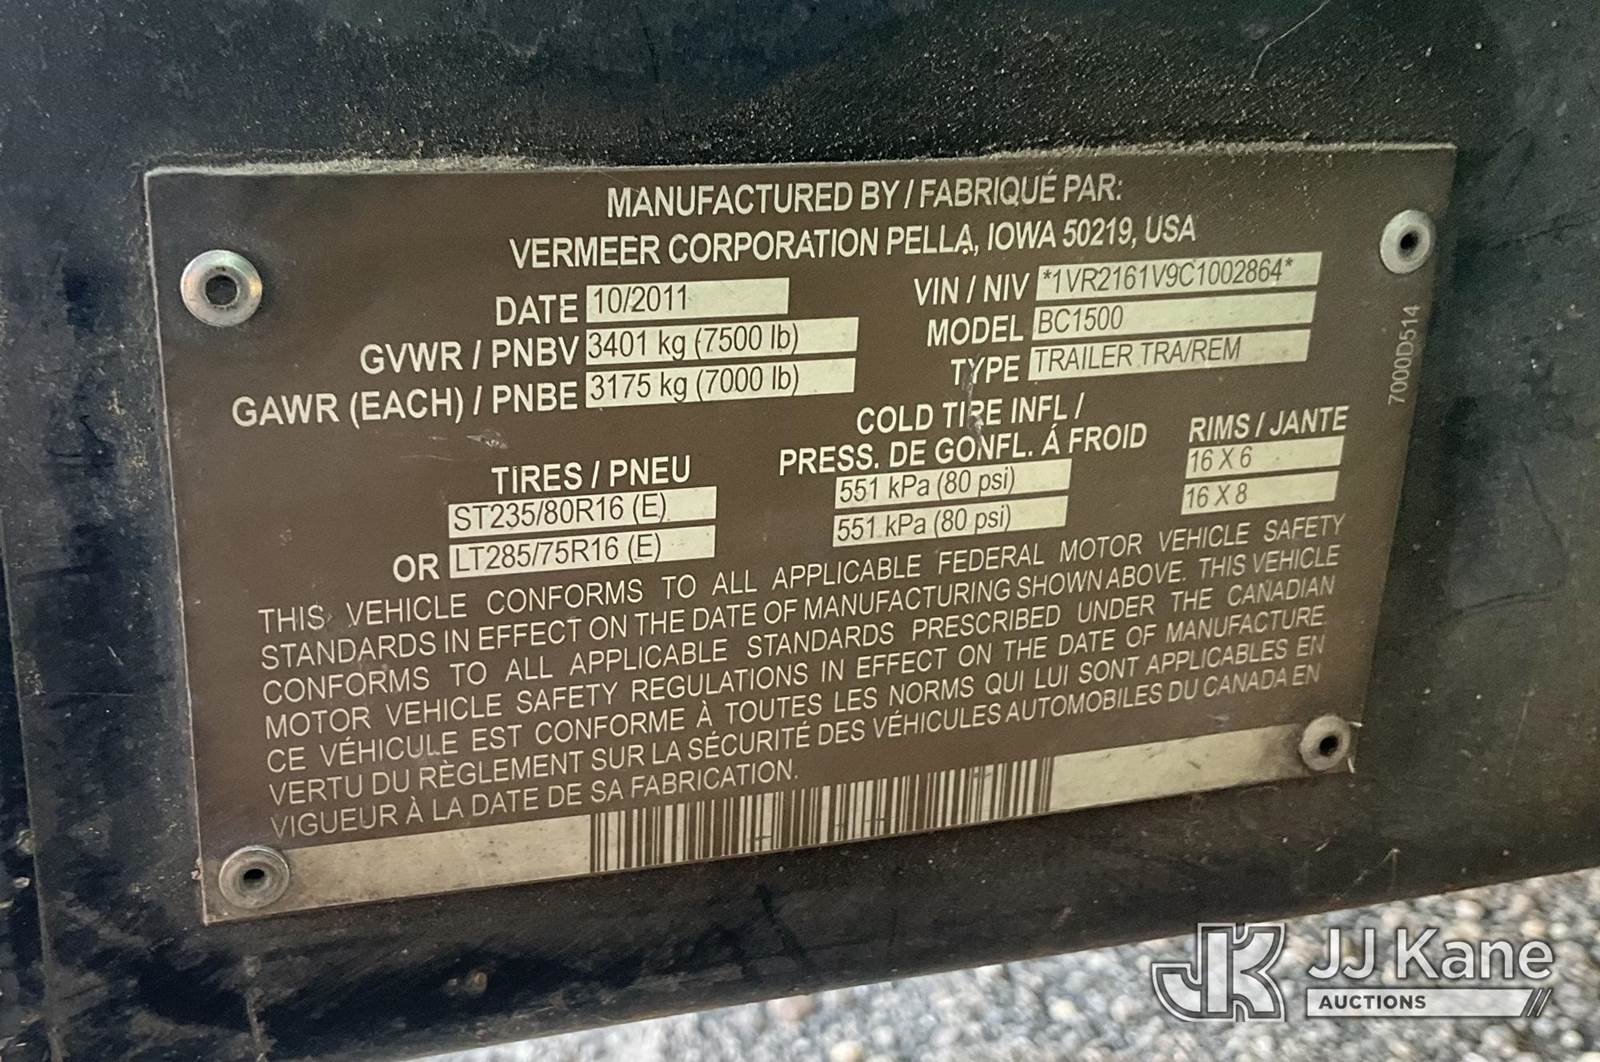 MANUFACTURED BY / FABRIQUÉ PAR:
VERMEER CORPORATION PELLA, IOWA 50219, USA
DATE 10/2011
VIN / NIV *1VR2161V9C1002864*
GVWR / PNBV 3401 kg (7500 lb)
MODEL BC1500
GAWR (EACH) / PNBE 3175 kg (7000 lb)
TYPE TRAILER TRA/REM
7000D514
TIRES / PNEU
COLD TIRE INFL /
PRESS. DE GONFL. Á FROID
RIMS / JANTE
ST235/80R16 (E) 551 kPa (80 psi) 16 X 6
OR LT285/75R16 (E) 551 kPa (80 psi) 16 X 8
THIS VEHICLE CONFORMS TO ALL APPLICABLE FEDERAL MOTOR VEHICLE SAFETY
STANDARDS IN EFFECT ON THE DATE OF MANUFACTURING SHOWN ABOVE. THIS VEHICLE
CONFORMS TO ALL APPLICABLE STANDARDS PRESCRIBED UNDER THE CANADIAN
MOTOR VEHICLE SAFETY REGULATIONS IN EFFECT ON THE DATE OF MANUFACTURE.
CE VÉHICULE EST CONFORME À TOUTES LES NORMS QUI LUI SONT APPLICABLES EN
VERTU DU RÈGLEMENT SUR LA SÉCURITÉ DES VÉHICULES AUTOMOBILES DU CANADA EN
VIGUEUR À LA DATE DE SA FABRICATION.
JK JJ Kane
AUCTIONS